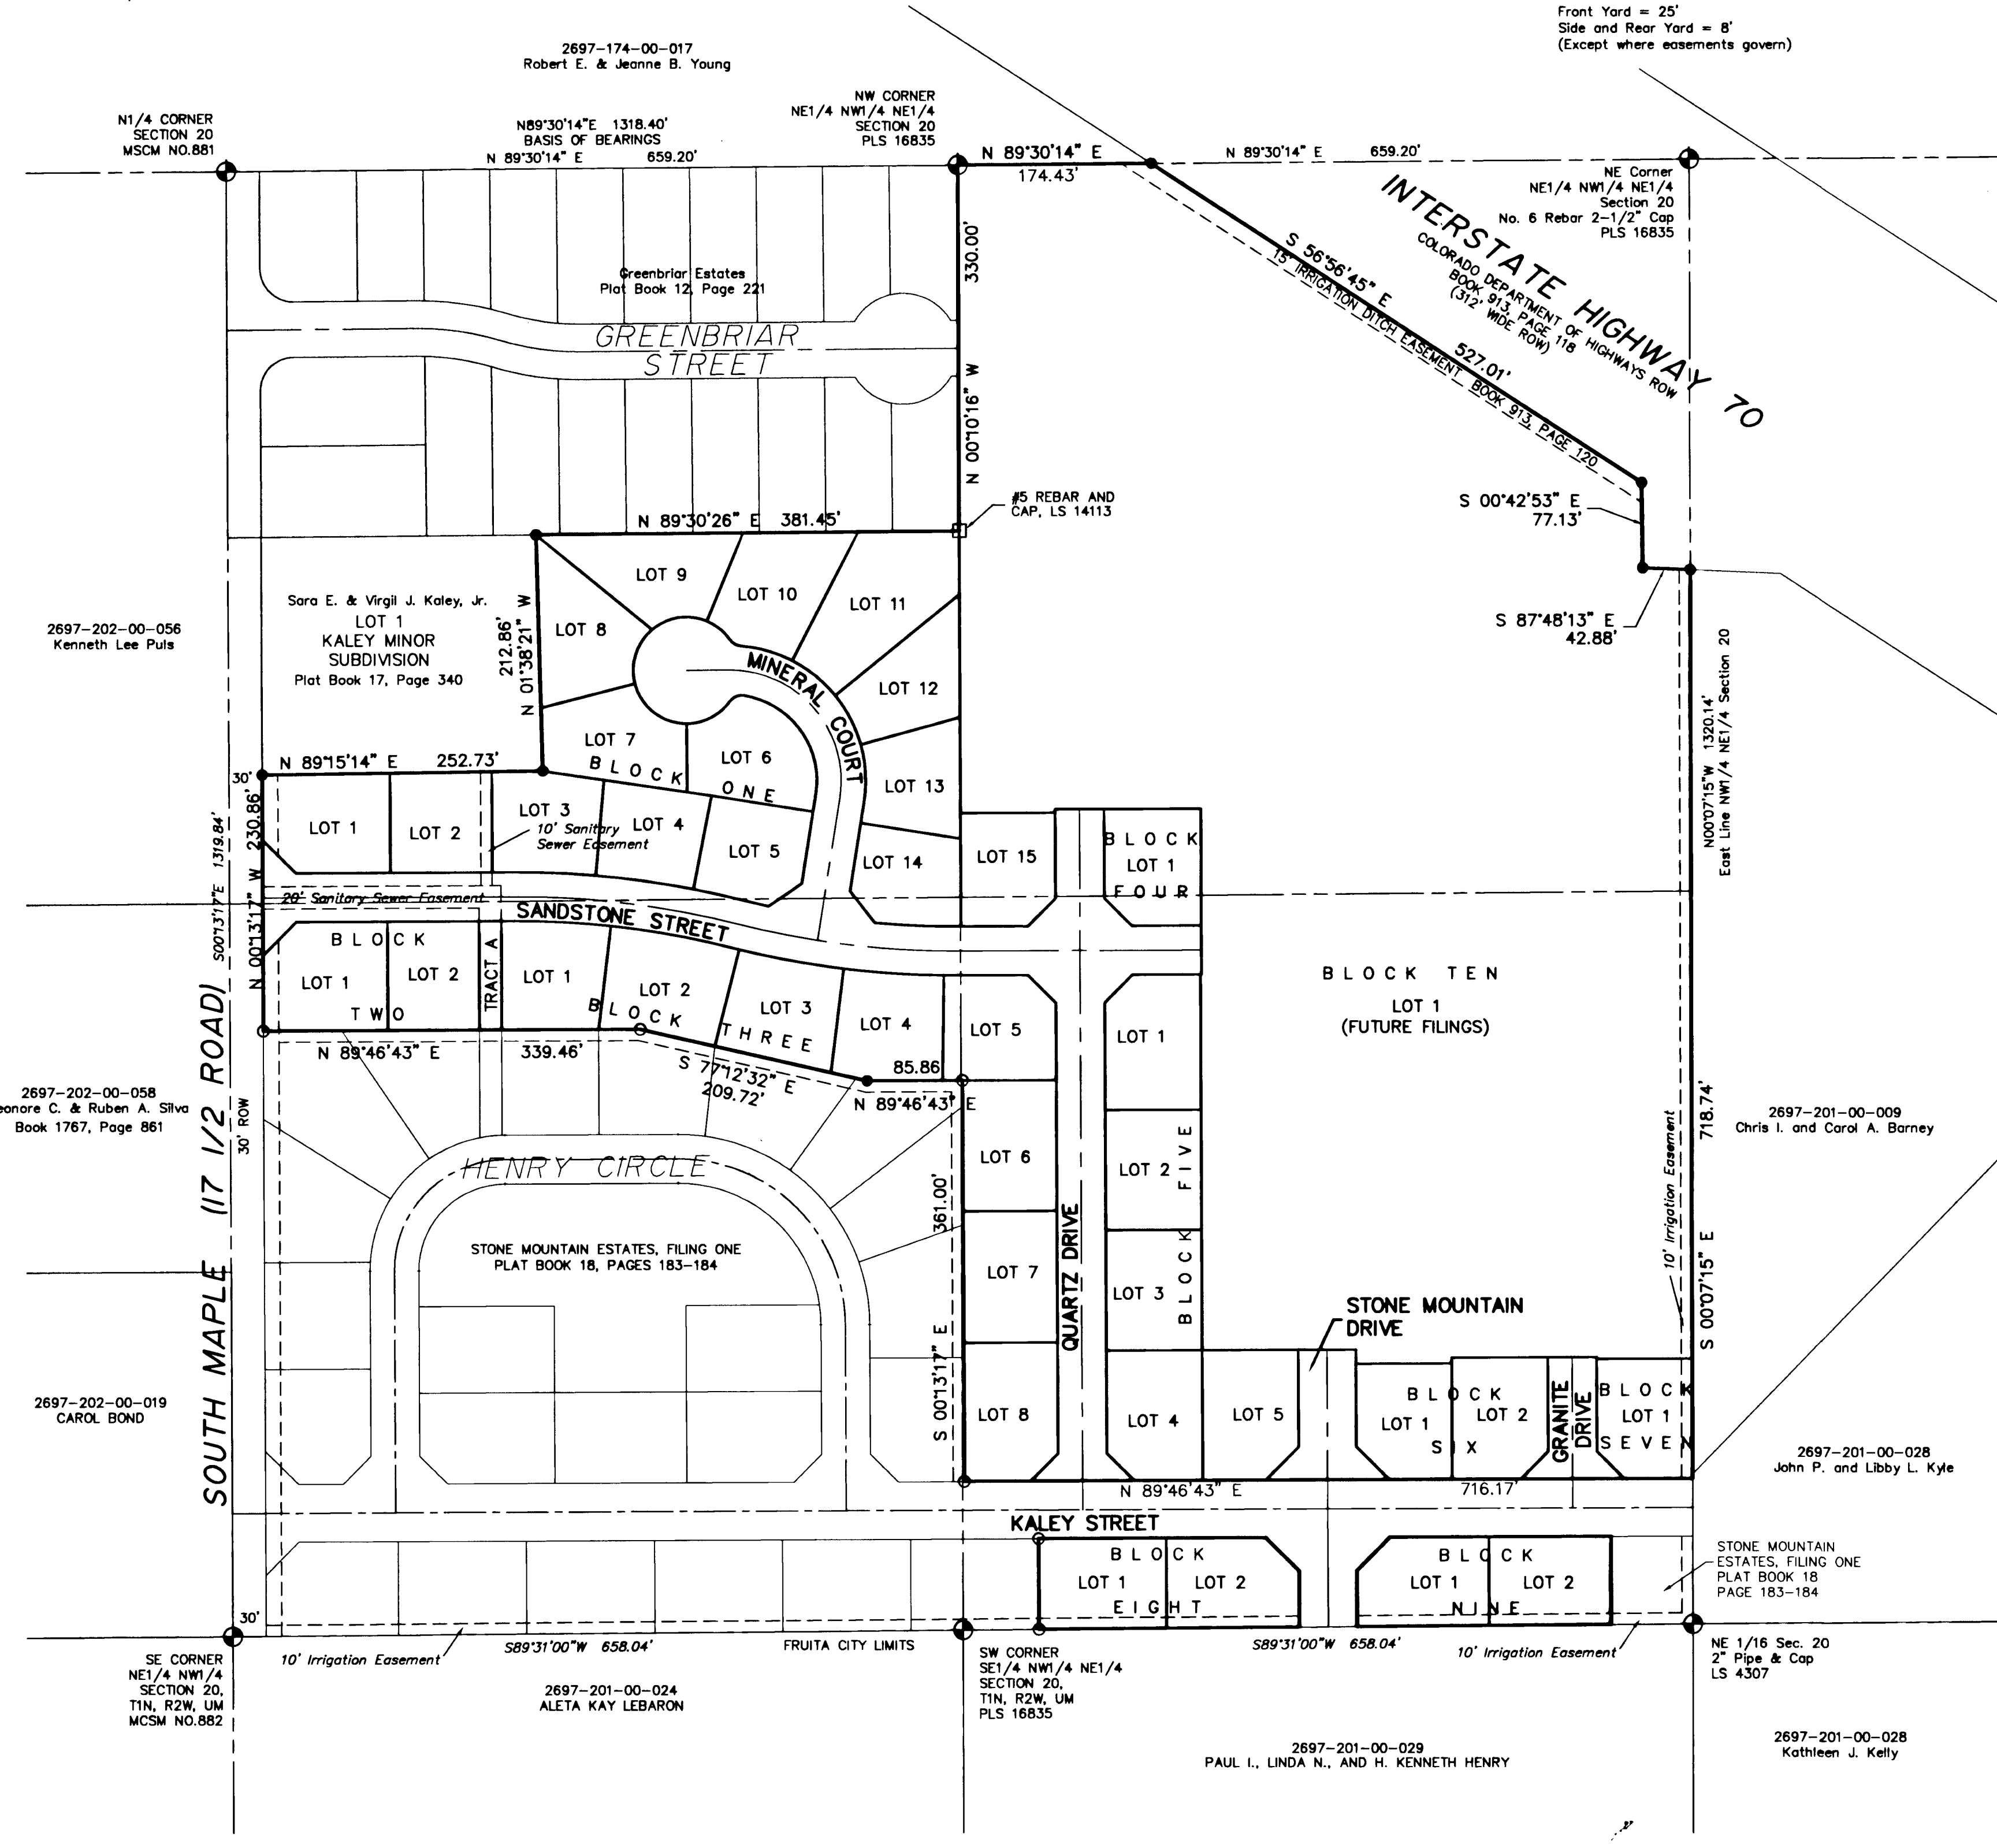 Front Yard = 25'
Side and Rear Yard = 8'
(Except where easements govern)
2697-174-00-017
Robert E. & Jeanne B. Young
N1/4 CORNER
SECTION 20
MSCM NO.881
N89°30'14"E 1318.40'
BASIS OF BEARINGS
N 89°30'14" E 659.20'
NW CORNER
NE1/4 NW1/4 NE1/4
SECTION 20
PLS 16835
N 89°30'14" E
174.43'
N 89°30'14" E 659.20'
NE Corner
NE1/4 NW1/4 NE1/4
Section 20
No. 6 Rebar 2-1/2" Cap
PLS 16835
INTERSTATE HIGHWAY 70
COLORADO DEPARTMENT OF HIGHWAYS ROW
BOOK 913, PAGE 118
(312' WIDE ROW)
S 56°56'45" E
527.01'
15' IRRIGATION DITCH EASEMENT BOOK 913, PAGE 120
330.00'
N 00°10'16" W
Greenbriar Estates
Plat Book 12, Page 221
GREENBRIAR
STREET
#5 REBAR AND
CAP, LS 14113
S 00°42'53" E
77.13'
N 89°30'26" E 381.45'
S 87°48'13" E
42.88'
2697-202-00-056
Kenneth Lee Puls
Sara E. & Virgil J. Kaley, Jr.
LOT 1
KALEY MINOR
SUBDIVISION
Plat Book 17, Page 340
212.86'
N 01°38'21" W
LOT 8
LOT 9
LOT 10
LOT 11
LOT 12
LOT 13
LOT 14
MINERAL COURT
LOT 7
LOT 6
BLOCK ONE
N00°07'15"W 1320.14'
East Line NW1/4 NE1/4 Section 20
30'
N 89°15'14" E 252.73'
230.86'
N 00°13'17" W
S00°13'17"E 1319.84'
LOT 1
LOT 2
LOT 3
LOT 4
LOT 5
10' Sanitary
Sewer Easement
20' Sanitary Sewer Easement
SANDSTONE STREET
LOT 15
BLOCK
LOT 1
FOUR
BLOCK
LOT 1
LOT 2
TWO
TRACT A
LOT 1
LOT 2
LOT 3
LOT 4
LOT 5
BLOCK THREE
BLOCK TEN
LOT 1
(FUTURE FILINGS)
N 89°46'43" E 339.46'
S 77°12'32" E
209.72'
85.86
N 89°46'43" E
2697-202-00-058
eonore C. & Ruben A. Silva
Book 1767, Page 861
30' ROW
SOUTH MAPLE (17 1/2 ROAD)
HENRY CIRCLE
STONE MOUNTAIN ESTATES, FILING ONE
PLAT BOOK 18, PAGES 183-184
361.00'
S 00°13'17" E
LOT 6
LOT 7
LOT 8
QUARTZ DRIVE
LOT 1
LOT 2
LOT 3
LOT 4
LOT 5
BLOCK FIVE
STONE MOUNTAIN
DRIVE
BLOCK
LOT 1
LOT 2
SIX
GRANITE
DRIVE
BLOCK
LOT 1
SEVEN
10' Irrigation Easement
718.74'
S 00°07'15" E
2697-201-00-009
Chris I. and Carol A. Barney
2697-202-00-019
CAROL BOND
2697-201-00-028
John P. and Libby L. Kyle
N 89°46'43" E
716.17'
KALEY STREET
BLOCK
LOT 1
LOT 2
EIGHT
BLOCK
LOT 1
LOT 2
NINE
STONE MOUNTAIN
ESTATES, FILING ONE
PLAT BOOK 18
PAGE 183-184
30'
10' Irrigation Easement
S89°31'00"W 658.04'
FRUITA CITY LIMITS
S89°31'00"W 658.04'
10' Irrigation Easement
SE CORNER
NE1/4 NW1/4
SECTION 20,
T1N, R2W, UM
MCSM NO.882
2697-201-00-024
ALETA KAY LEBARON
SW CORNER
SE1/4 NW1/4 NE1/4
SECTION 20,
T1N, R2W, UM
PLS 16835
NE 1/16 Sec. 20
2" Pipe & Cap
LS 4307
2697-201-00-029
PAUL I., LINDA N., AND H. KENNETH HENRY
2697-201-00-028
Kathleen J. Kelly